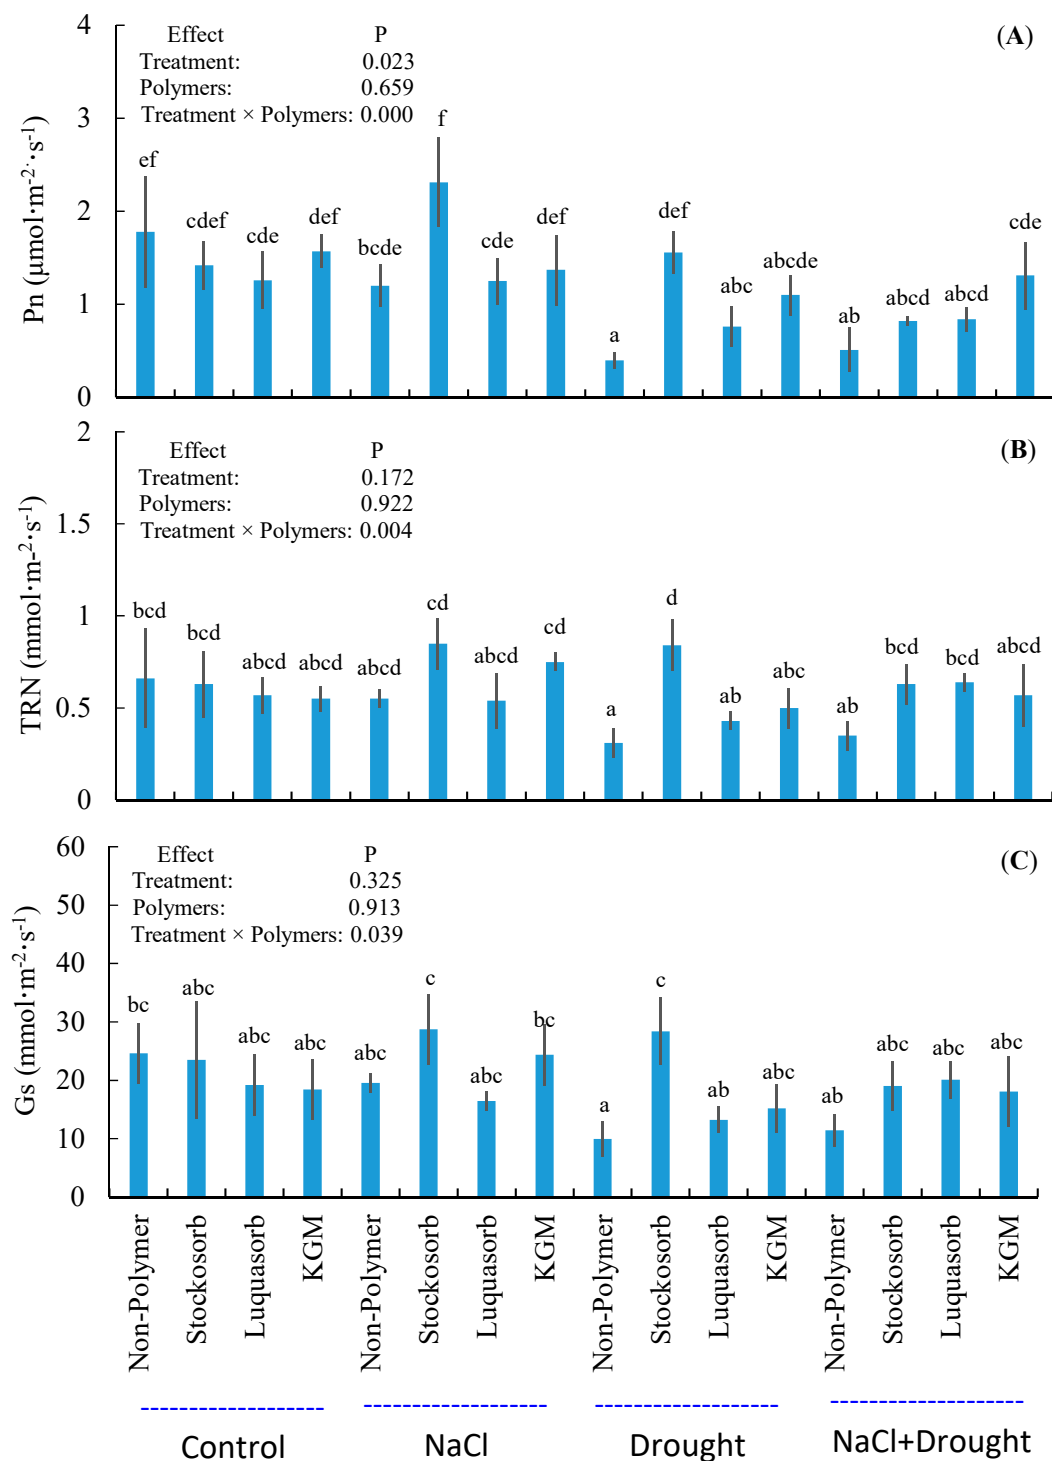 4
3
2
1
0
Pn (μmol·m-2·s-1)
(A)
Effect P
Treatment: 0.023
Polymers: 0.659
Treatment × Polymers: 0.000
ef
cdef
cde
def
bcde
f
cde
def
a
def
abc
abcde
ab
abcd
abcd
cde
2
1.5
1
0.5
0
TRN (mmol·m-2·s-1)
(B)
Effect P
Treatment: 0.172
Polymers: 0.922
Treatment × Polymers: 0.004
bcd
bcd
abcd
abcd
abcd
cd
abcd
cd
a
d
ab
abc
ab
bcd
bcd
abcd
60
50
40
30
20
10
0
Gs (mmol·m-2·s-1)
(C)
Effect P
Treatment: 0.325
Polymers: 0.913
Treatment × Polymers: 0.039
bc
abc
abc
abc
abc
c
abc
bc
a
c
ab
abc
ab
abc
abc
abc
Non-Polymer
Stockosorb
Luquasorb
KGM
Non-Polymer
Stockosorb
Luquasorb
KGM
Non-Polymer
Stockosorb
Luquasorb
KGM
Non-Polymer
Stockosorb
Luquasorb
KGM
Control
NaCl
Drought
NaCl+Drought